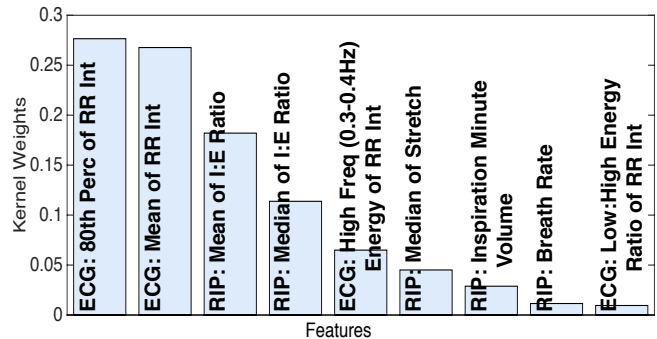 0.3
0.25
0.2
0.15
0.1
0.05
0
Kernel Weights
ECG: 80th Perc of RR Int
ECG: Mean of RR Int
RIP: Mean of I:E Ratio
RIP: Median of I:E Ratio
ECG: High Freq (0.3-0.4Hz)
Energy of RR Int
RIP: Median of Stretch
RIP: Inspiration Minute
Volume
RIP: Breath Rate
ECG: Low:High Energy
Ratio of RR Int
Features